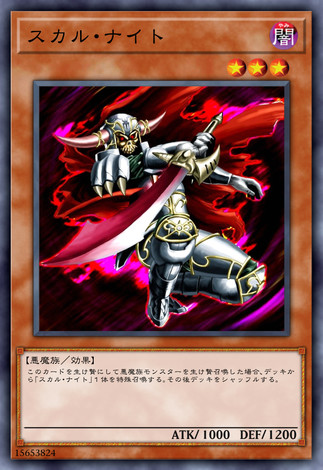 スカル・ナイト
闇
やみ
【悪魔族／効果】
このカードを生け贄にして悪魔族モンスターを生け贄召喚した場合、デッキか
ら「スカル・ナイト」１体を特殊召喚する。その後デッキをシャッフルする。
ATK/ 1000 DEF/1200
15653824